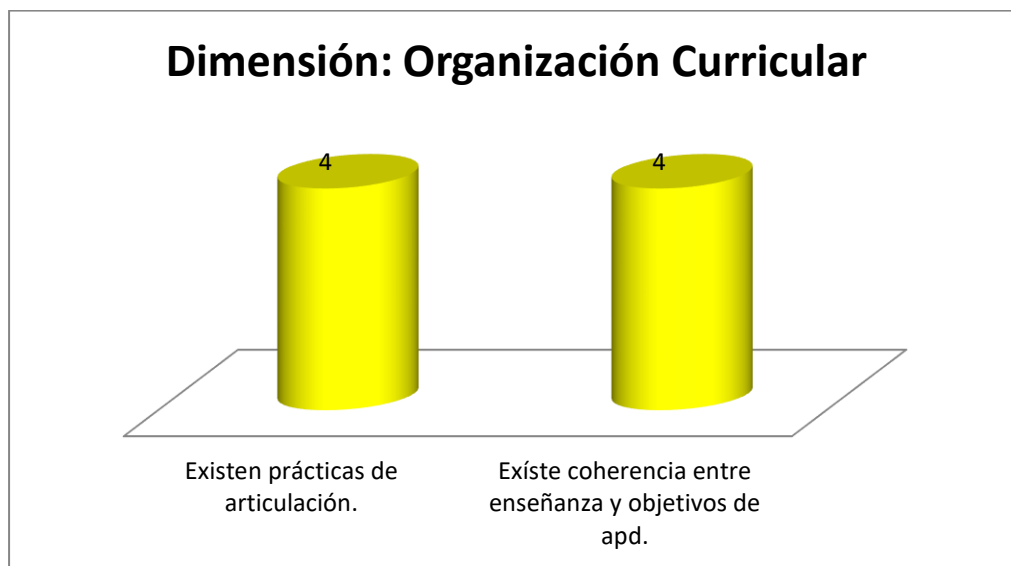 Dimensión: Organización Curricular
4
4
Existen prácticas de
articulación.
Exíste coherencia entre
enseñanza y objetivos de
apd.